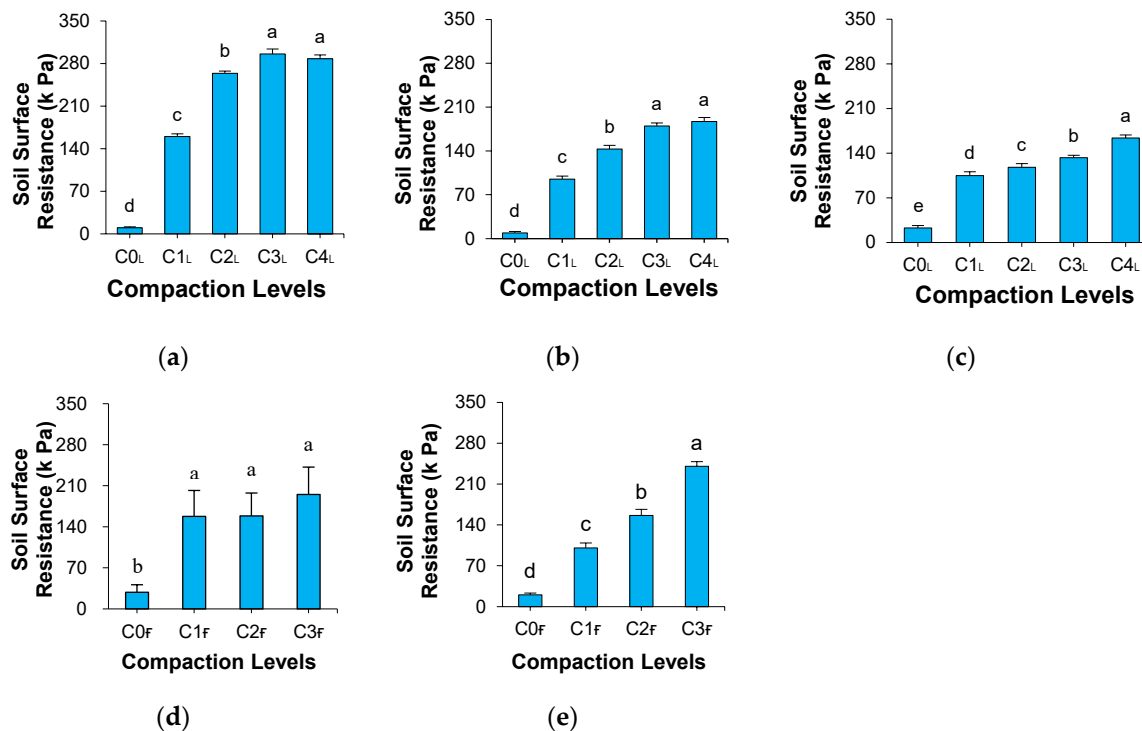 350
280
210
140
70
0
Soil Surface
Resistance (k Pa)
d
c
b
a
a
C0L
C1L
C2L
C3L
C4L
Compaction Levels
(a)
350
280
210
140
70
0
Soil Surface
Resistance (k Pa)
d
c
b
a
a
C0L
C1L
C2L
C3L
C4L
Compaction Levels
(b)
350
280
210
140
70
0
Soil Surface
Resistance (k Pa)
e
d
c
b
a
C0L
C1L
C2L
C3L
C4L
Compaction Levels
(c)
350
280
210
140
70
0
Soil Surface
Resistance (k Pa)
b
a
a
a
C0F
C1F
C2F
C3F
Compaction Levels
(d)
350
280
210
140
70
0
Soil Surface
Resistance (k Pa)
d
c
b
a
C0F
C1F
C2F
C3F
Compaction Levels
(e)